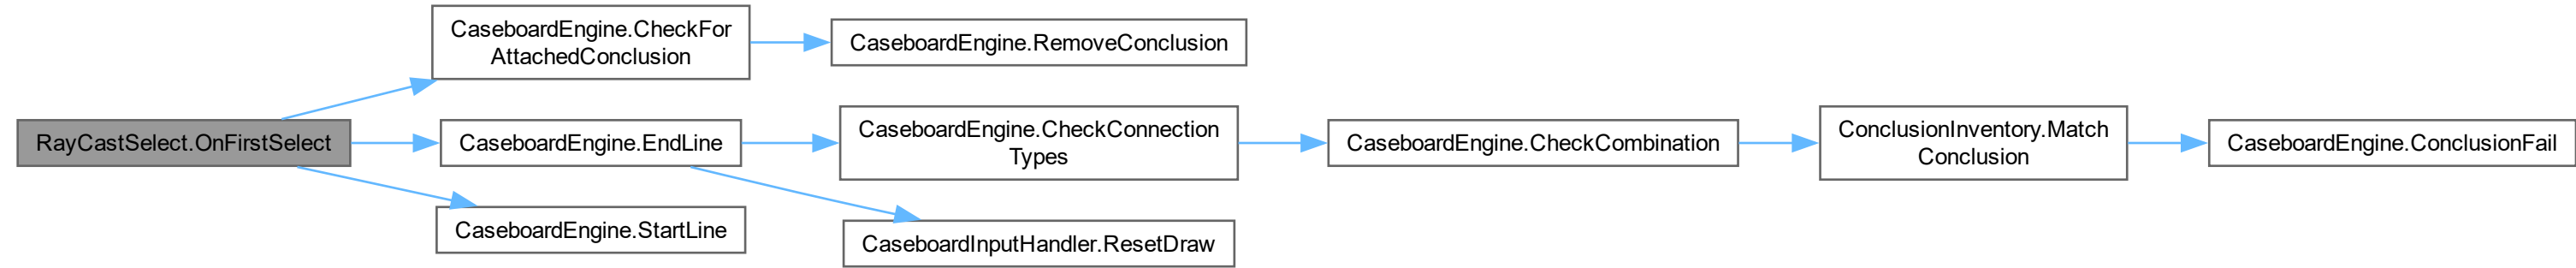 CaseboardEngine.CheckFor
AttachedConclusion
CaseboardEngine.RemoveConclusion
RayCastSelect.OnFirstSelect
CaseboardEngine.EndLine
CaseboardEngine.CheckConnection
Types
CaseboardEngine.CheckCombination
ConclusionInventory.Match
Conclusion
CaseboardEngine.ConclusionFail
CaseboardEngine.StartLine
CaseboardInputHandler.ResetDraw